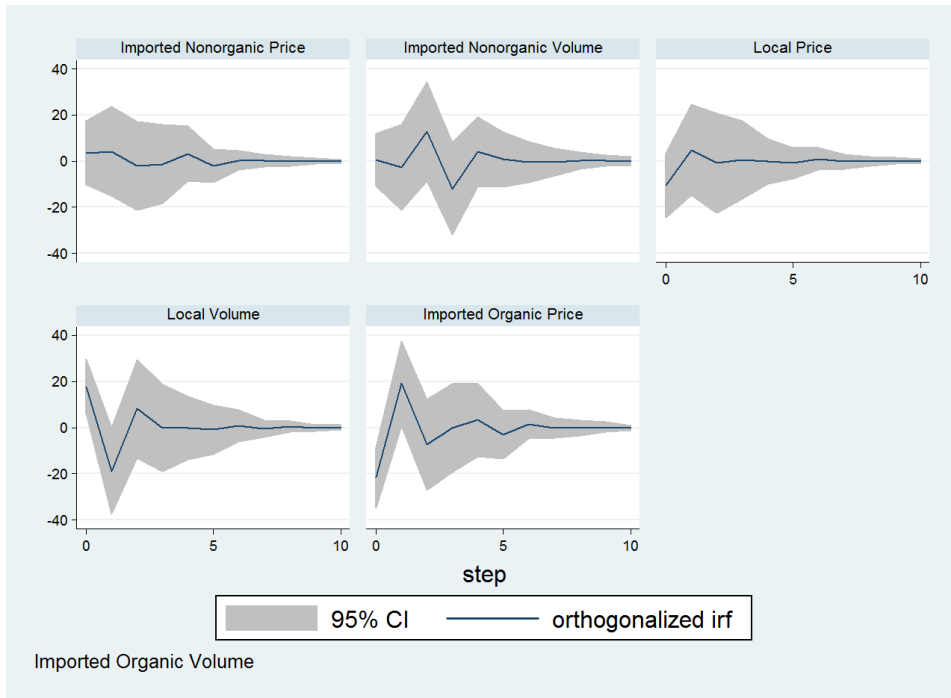 Imported Nonorganic Price
Imported Nonorganic Volume
Local Price
40
20
0
-20
-40
0
5
10
Local Volume
Imported Organic Price
40
20
0
-20
-40
0
5
10
0
5
10
step
95% CI
orthogonalized irf
Imported Organic Volume